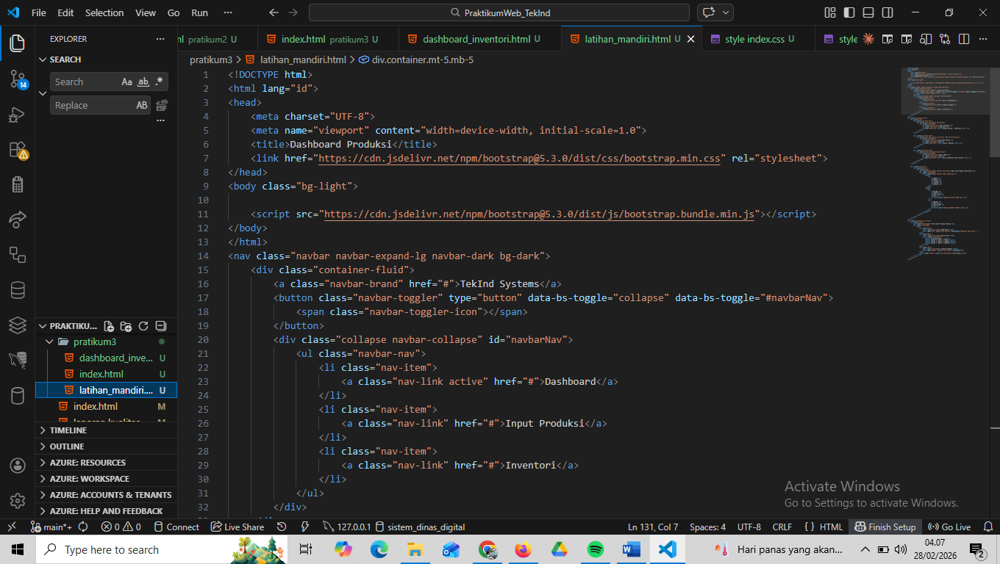 File Edit Selection View Go Run ··· PraktikumWeb_TekInd
EXPLORER ···
SEARCH
Search Aa ab .*
Replace AB
···
PRAKTIKU...
pratikum3
dashboard_inve... U
index.html U
latihan_mandiri.... U
index.html M
TIMELINE
OUTLINE
AZURE: RESOURCES
AZURE: WORKSPACE
AZURE: ACCOUNTS & TENANTS
AZURE: HELP AND FEEDBACK
14
pratikum2 U index.html pratikum3 U dashboard_inventori.html U latihan_mandiri.html U style index.css U style ···
pratikum3 > latihan_mandiri.html > div.container.mt-5.mb-5
1 <!DOCTYPE html>
2 <html lang="id">
3 <head>
4 <meta charset="UTF-8">
5 <meta name="viewport" content="width=device-width, initial-scale=1.0">
6 <title>Dashboard Produksi</title>
7 <link href="https://cdn.jsdelivr.net/npm/bootstrap@5.3.0/dist/css/bootstrap.min.css" rel="stylesheet">
8 </head>
9 <body class="bg-light">
10
11 <script src="https://cdn.jsdelivr.net/npm/bootstrap@5.3.0/dist/js/bootstrap.bundle.min.js"></script>
12 </body>
13 </html>
14 <nav class="navbar navbar-expand-lg navbar-dark bg-dark">
15 <div class="container-fluid">
16 <a class="navbar-brand" href="#">TekInd Systems</a>
17 <button class="navbar-toggler" type="button" data-bs-toggle="collapse" data-bs-toggle="#navbarNav">
18 <span class="navbar-toggler-icon"></span>
19 </button>
20 <div class="collapse navbar-collapse" id="navbarNav">
21 <ul class="navbar-nav">
22 <li class="nav-item">
23 <a class="nav-link active" href="#">Dashboard</a>
24 </li>
25 <li class="nav-item">
26 <a class="nav-link" href="#">Input Produksi</a>
27 </li>
28 <li class="nav-item">
29 <a class="nav-link" href="#">Inventori</a>
30 </li>
31 </ul>
32 </div>
Activate Windows
Go to Settings to activate Windows.
main*+ 0 0 Connect Live Share 127.0.0.1 sistem_dinas_digital Ln 131, Col 7 Spaces: 4 UTF-8 CRLF { } HTML Finish Setup Go Live
Type here to search Hari panas yang akan... 04.07
28/02/2026 2